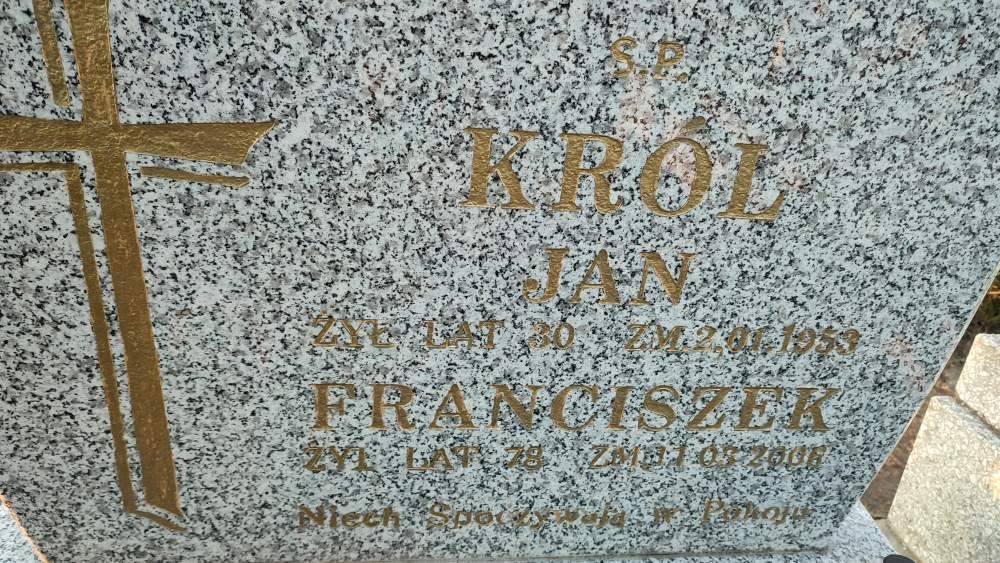 Ś.P.
KRÓL
JAN
ŻYŁ LAT 30 ZM.2.01.1953
FRANCISZEK
ŻYŁ LAT 78 ZM.11.03.2008
Niech Spoczywają w Pokoju